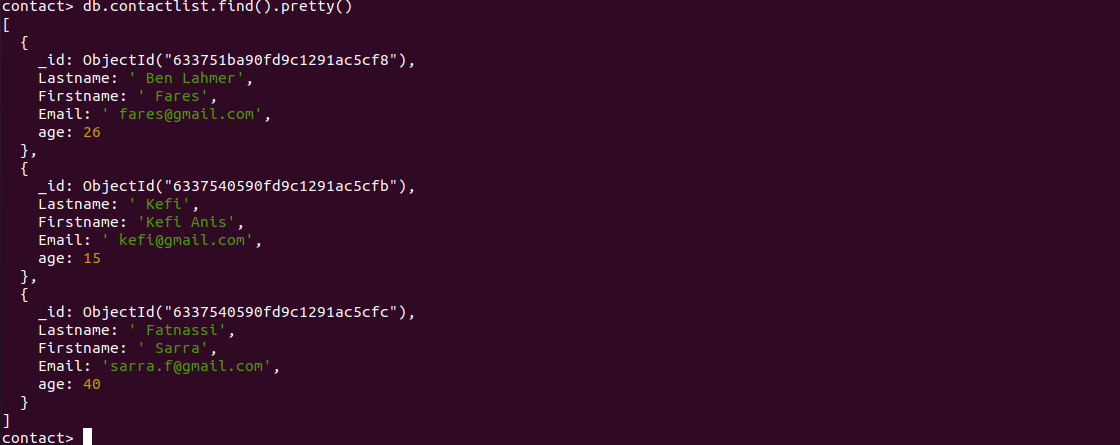 contact> db.contactlist.find().pretty()
[
  {
    _id: ObjectId("633751ba90fd9c1291ac5cf8"),
    Lastname: ' Ben Lahmer',
    Firstname: ' Fares',
    Email: ' fares@gmail.com',
    age: 26
  },
  {
    _id: ObjectId("6337540590fd9c1291ac5cfb"),
    Lastname: ' Kefi',
    Firstname: 'Kefi Anis',
    Email: ' kefi@gmail.com',
    age: 15
  },
  {
    _id: ObjectId("6337540590fd9c1291ac5cfc"),
    Lastname: ' Fatnassi',
    Firstname: ' Sarra',
    Email: 'sarra.f@gmail.com',
    age: 40
  }
]
contact>